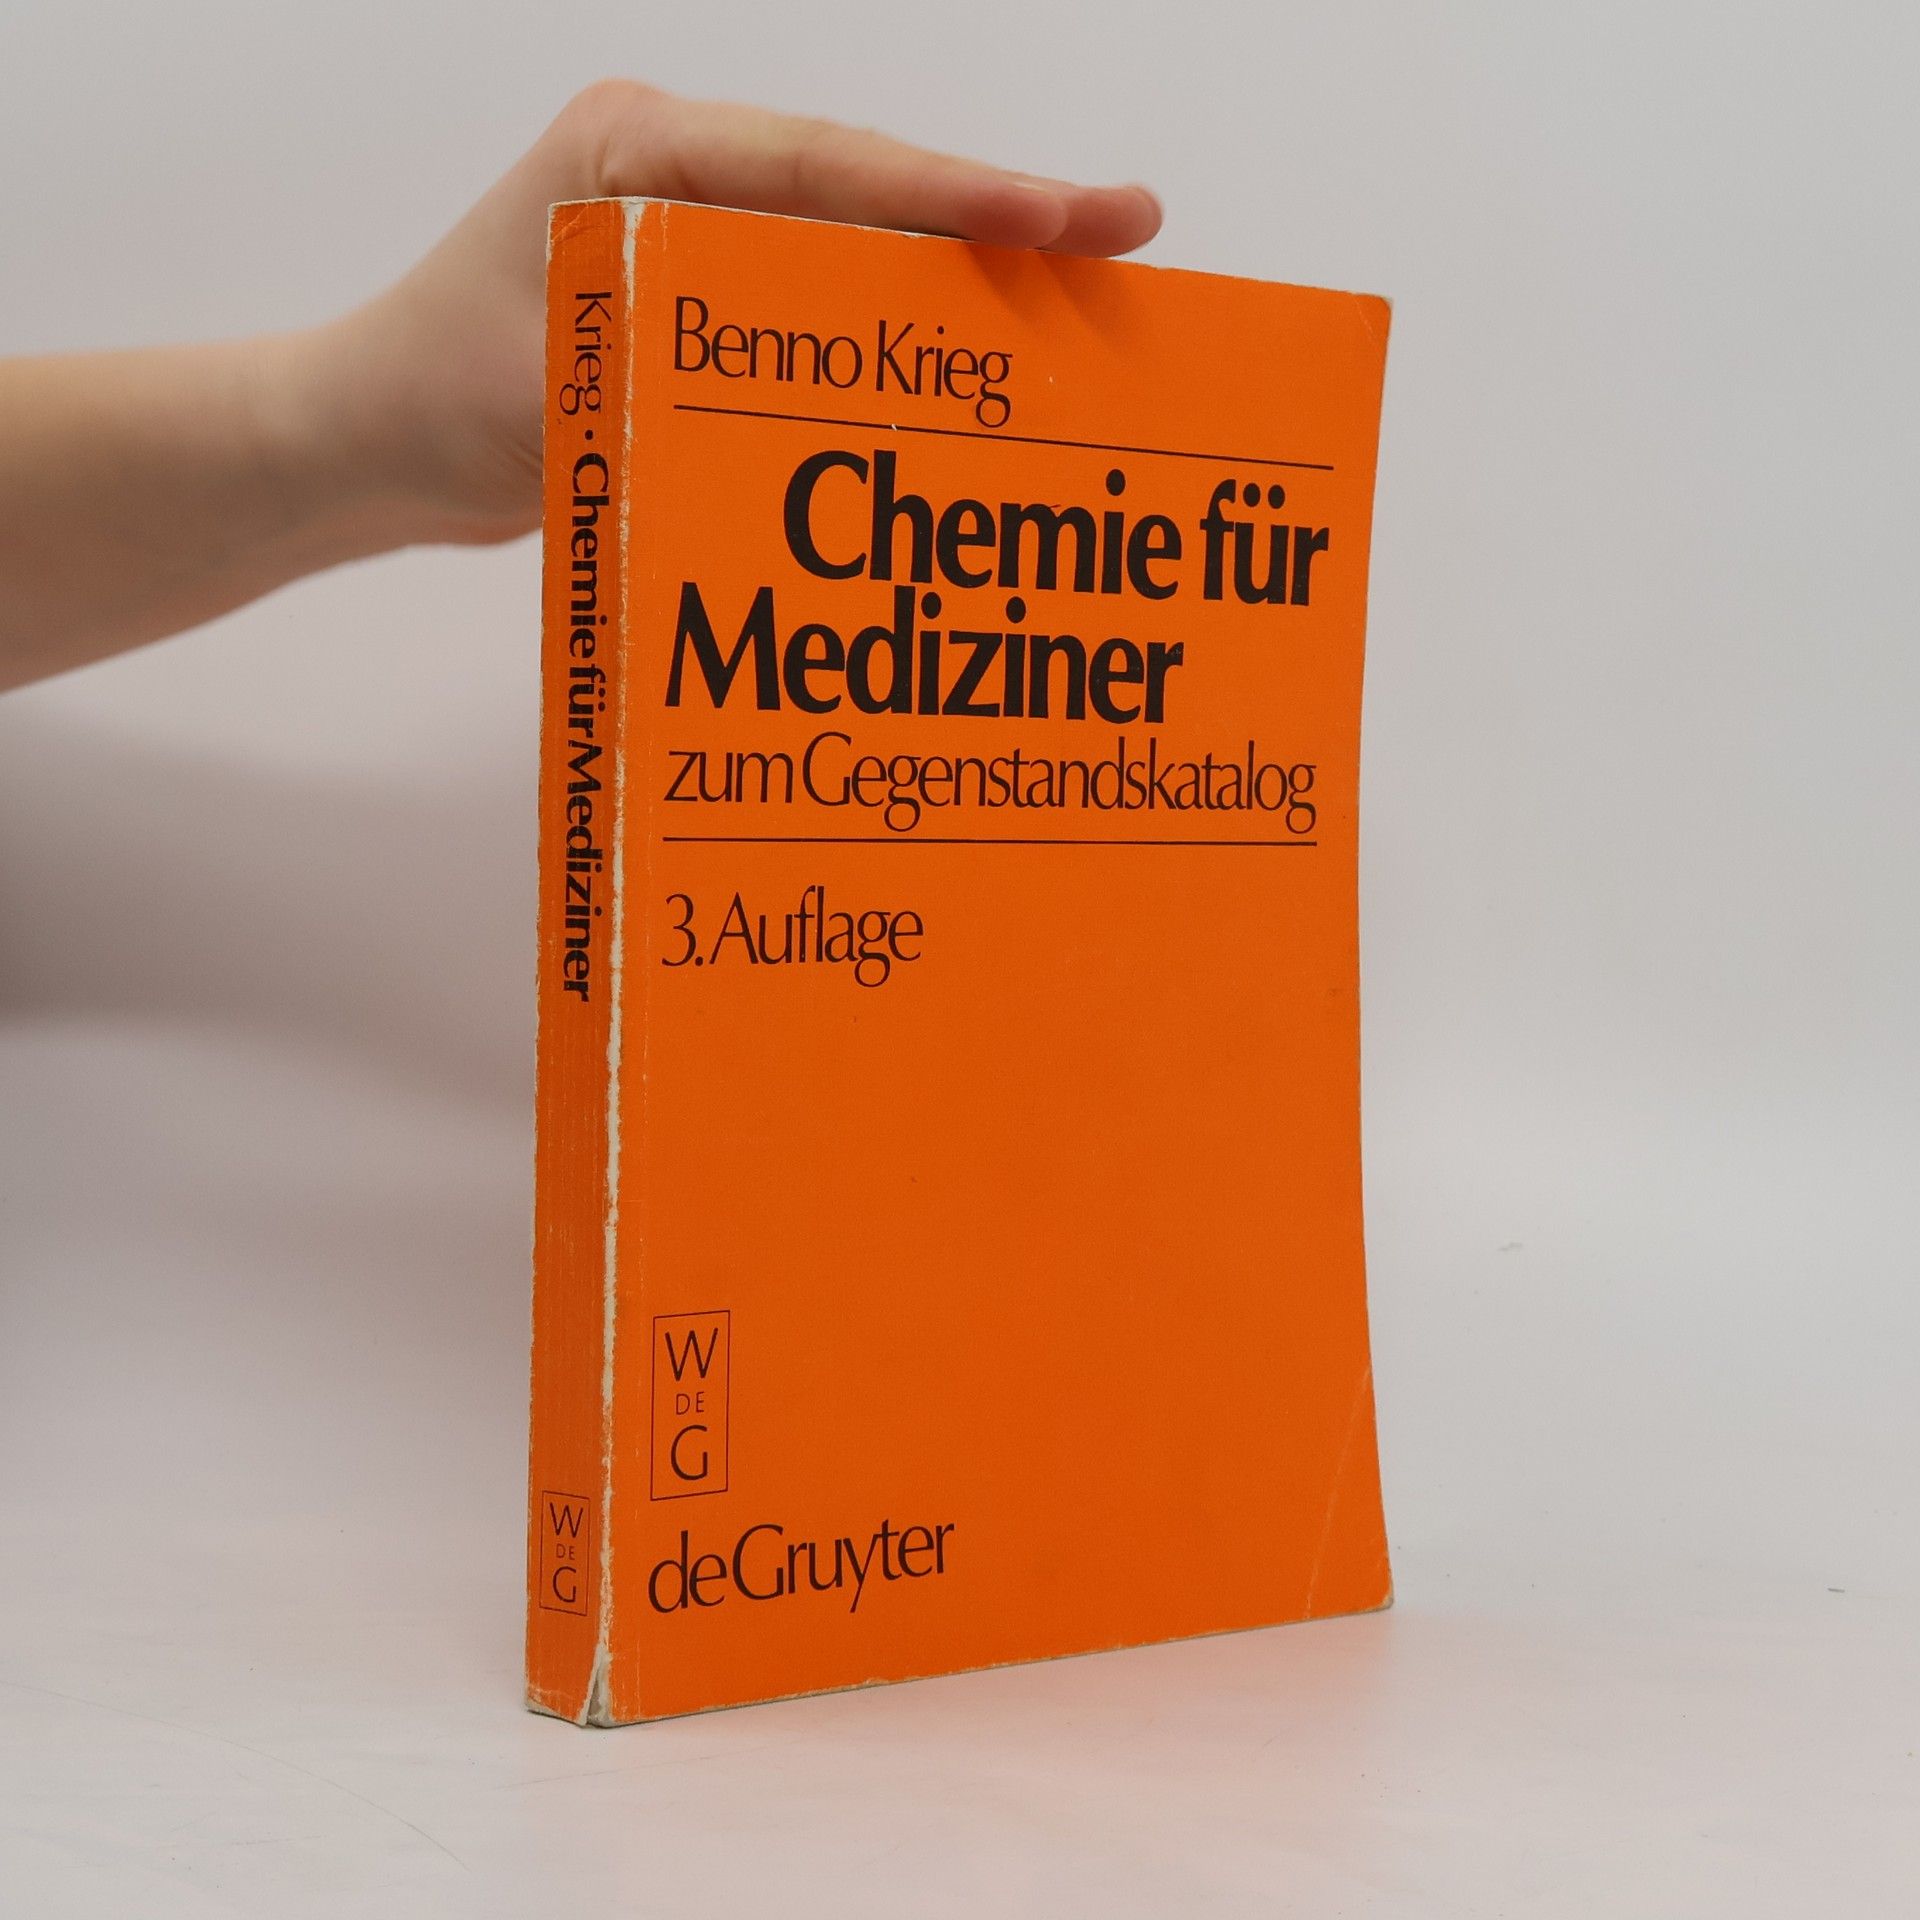 Krieg · Chemie für Mediziner
W
DE
G
Benno Krieg
Chemie für
Mediziner
zum Gegenstandskatalog
3. Auflage
W
DE
G
de Gruyter